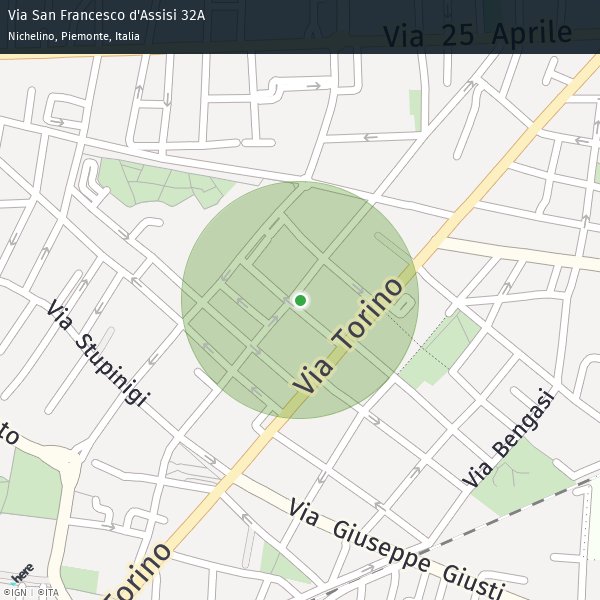 Via San Francesco d'Assisi 32A
Nichelino, Piemonte, Italia
Via 25 Aprile
Via Torino
Via Stupinigi
Via Bengasi
to
Via Giuseppe Giusti
Torino
here
©IGN | ©ITA